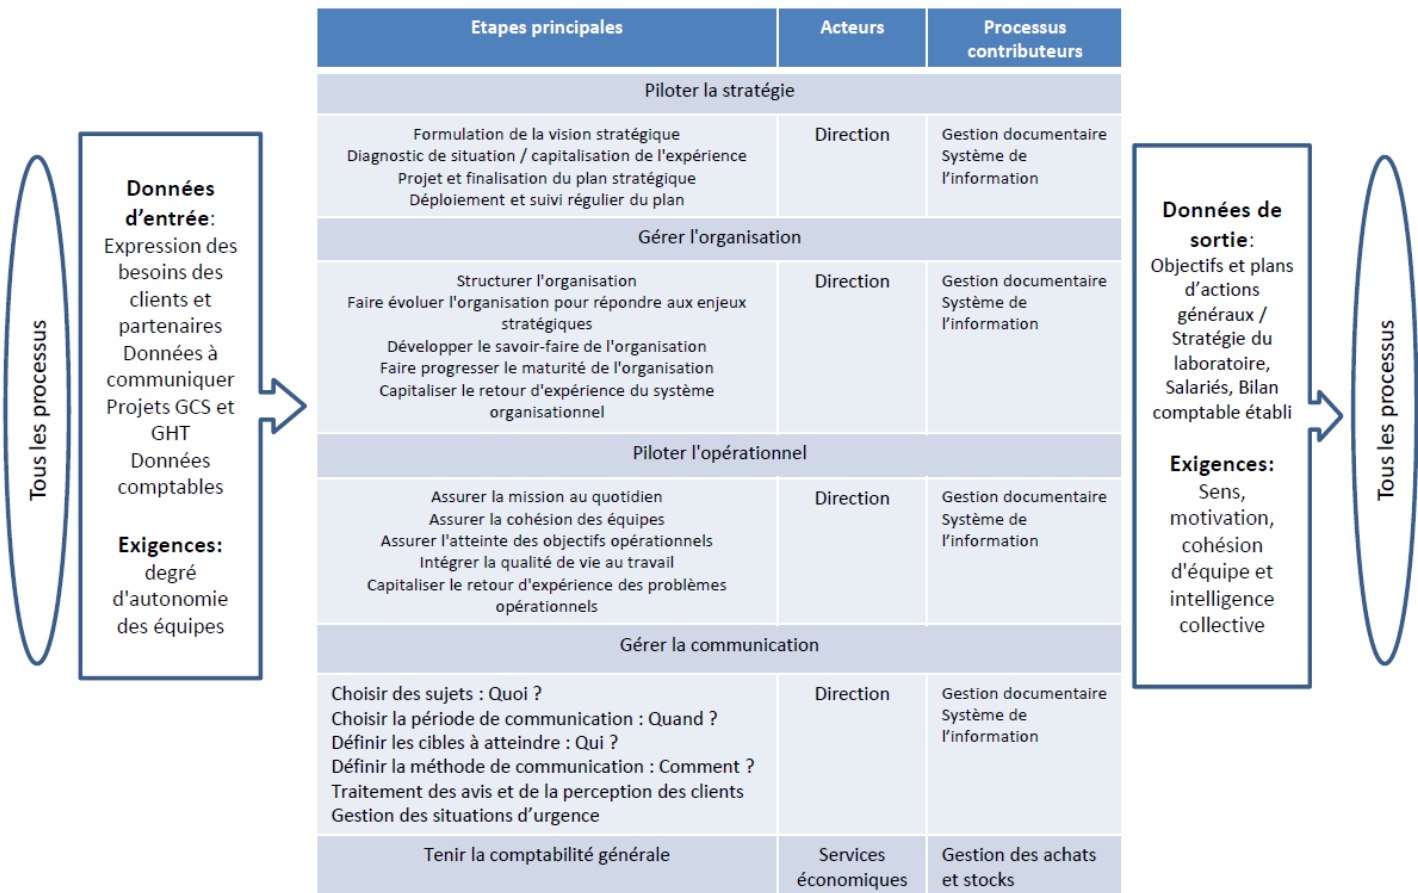 Tous les processus
Données
d’entrée:
Expression des
besoins des
clients et
partenaires
Données à
communiquer
Projets GCS et
GHT
Données
comptables
Exigences:
degré
d'autonomie
des équipes
Etapes principales
Acteurs
Processus
contributeurs
Piloter la stratégie
Formulation de la vision stratégique
Diagnostic de situation / capitalisation de l'expérience
Projet et finalisation du plan stratégique
Déploiement et suivi régulier du plan
Direction
Gestion documentaire
Système de
l’information
Gérer l'organisation
Structurer l'organisation
Faire évoluer l'organisation pour répondre aux enjeux
stratégiques
Développer le savoir-faire de l'organisation
Faire progresser le maturité de l'organisation
Capitaliser le retour d'expérience du système
organisationnel
Direction
Gestion documentaire
Système de
l’information
Piloter l'opérationnel
Assurer la mission au quotidien
Assurer la cohésion des équipes
Assurer l'atteinte des objectifs opérationnels
Intégrer la qualité de vie au travail
Capitaliser le retour d'expérience des problèmes
opérationnels
Direction
Gestion documentaire
Système de
l’information
Gérer la communication
Choisir des sujets : Quoi ?
Choisir la période de communication : Quand ?
Définir les cibles à atteindre : Qui ?
Définir la méthode de communication : Comment ?
Traitement des avis et de la perception des clients
Gestion des situations d’urgence
Direction
Gestion documentaire
Système de
l’information
Tenir la comptabilité générale
Services
économiques
Gestion des achats
et stocks
Données de
sortie:
Objectifs et plans
d’actions
généraux /
Stratégie du
laboratoire,
Salariés, Bilan
comptable établi
Exigences:
Sens,
motivation,
cohésion
d'équipe et
intelligence
collective
Tous les processus